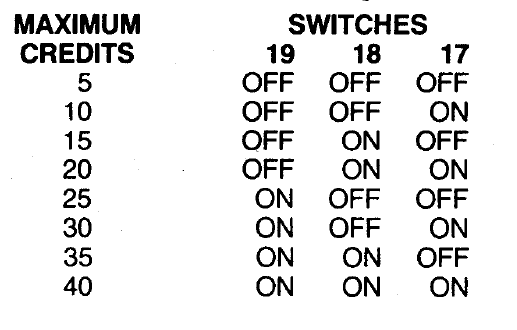 MAXIMUM SWITCHES
CREDITS 19 18 17
5 OFF OFF OFF
10 OFF OFF ON
15 OFF ON OFF
20 OFF ON ON
25 ON OFF OFF
30 ON OFF ON
35 ON ON OFF
40 ON ON ON